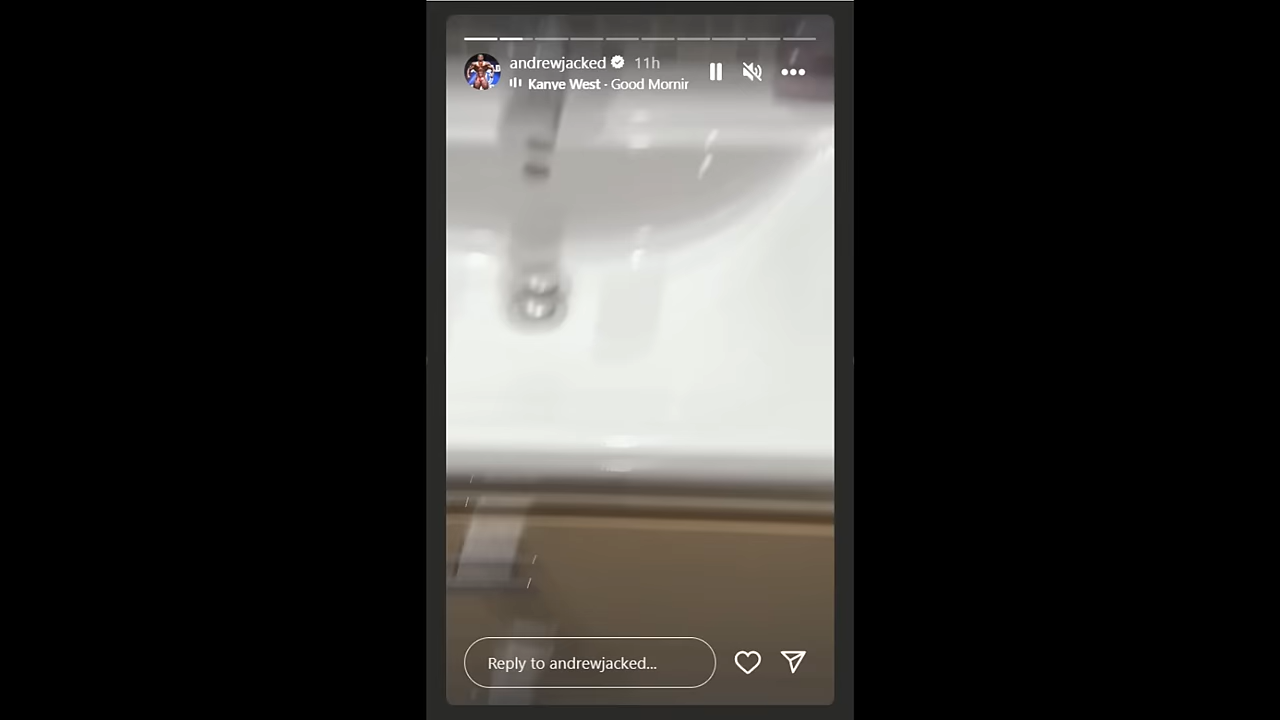 andrewjacked 11h
Kanye West · Good Mornir
Reply to andrewjacked...